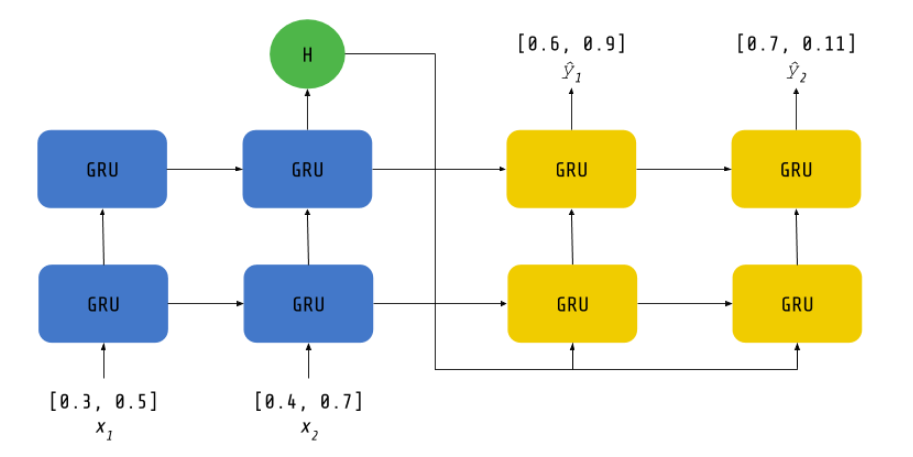 H
[0.6, 0.9]
ŷ₁
[0.7, 0.11]
ŷ₂
GRU
GRU
GRU
GRU
GRU
GRU
GRU
GRU
[0.3, 0.5]
x₁
[0.4, 0.7]
x₂